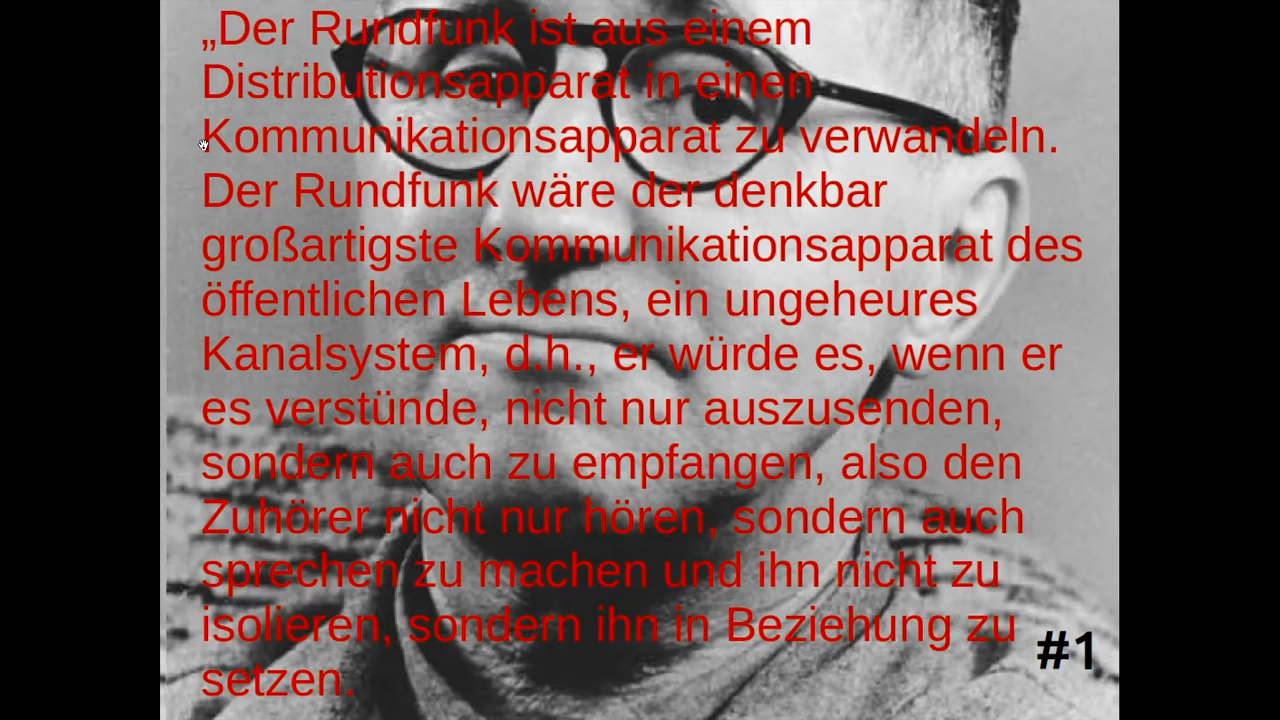 „Der Rundfunk ist aus einem
Distributionsapparat in einen
Kommunikationsapparat zu verwandeln.
Der Rundfunk wäre der denkbar
großartigste Kommunikationsapparat des
öffentlichen Lebens, ein ungeheures
Kanalsystem, d.h., er würde es, wenn er
es verstünde, nicht nur auszusenden,
sondern auch zu empfangen, also den
Zuhörer nicht nur hören, sondern auch
sprechen zu machen und ihn nicht zu
isolieren, sondern ihn in Beziehung zu
setzen.
#1